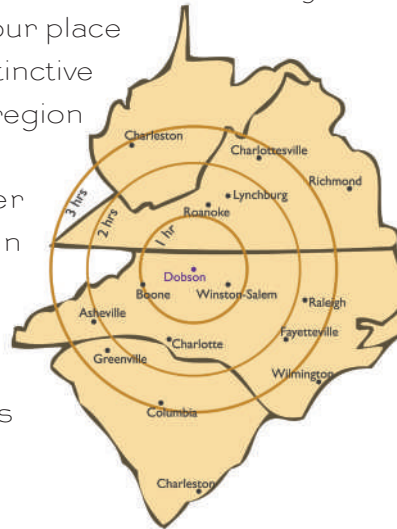 our place
tinctive
region
er
n
s
Charleston
Charlottesville
Richmond
Lynchburg
Roanoke
3 hrs
2 hrs
1 hr
Dobson
Boone
Winston-Salem
Asheville
Raleigh
Charlotte
Fayetteville
Greenville
Wilmington
Columbia
Charleston